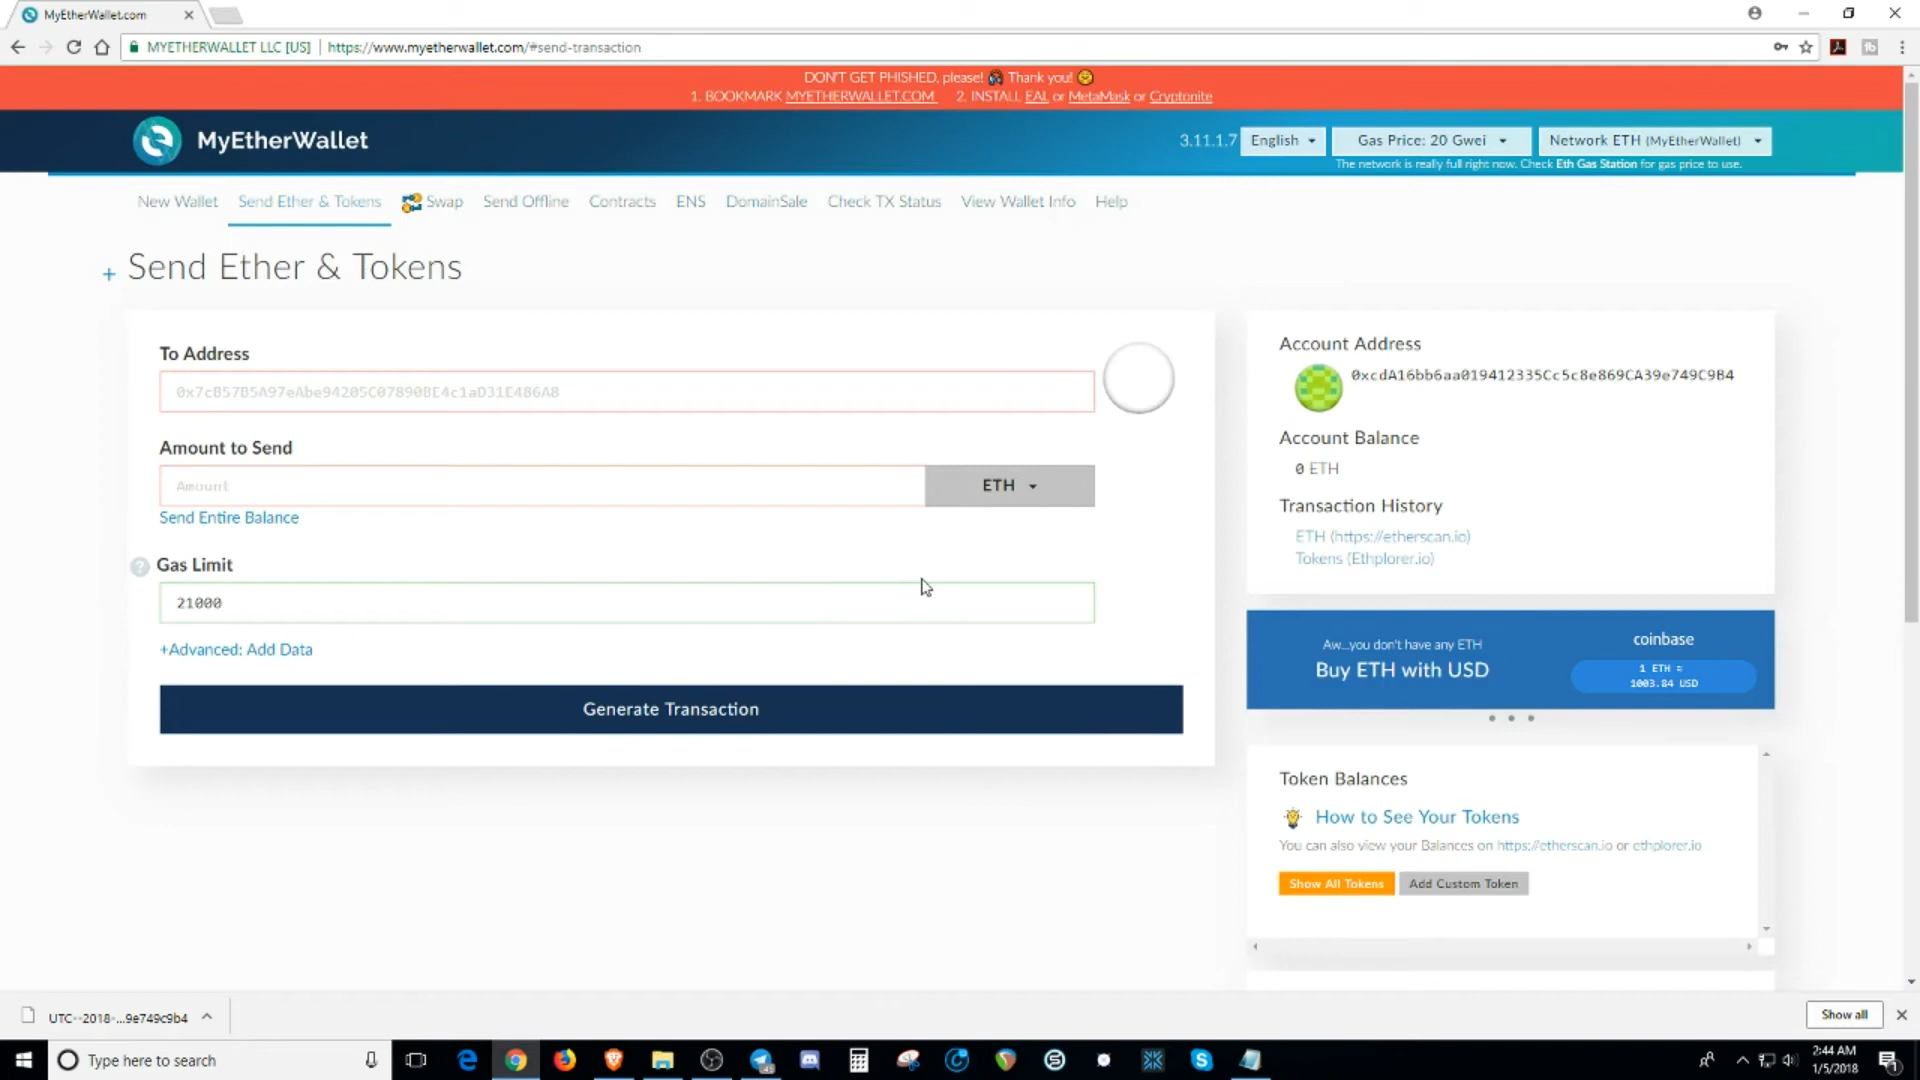 MyEtherWallet.com
MYETHERWALLET LLC [US] https://www.myetherwallet.com/#send-transaction
DON'T GET PHISHED, please! Thank you!
1. BOOKMARK MYETHERWALLET.COM 2. INSTALL EAL or MetaMask or Cryptonite
MyEtherWallet
3.11.1.7 English Gas Price: 20 Gwei Network ETH (MyEtherWallet)
The network is really full right now. Check Eth Gas Station for gas price to use.
New Wallet Send Ether & Tokens Swap Send Offline Contracts ENS DomainSale Check TX Status View Wallet Info Help
+ Send Ether & Tokens
To Address
0x7cB57B5A97eAbe94205C07890BE4c1aD31E486A8
Amount to Send
Amount ETH
Send Entire Balance
? Gas Limit
21000
+Advanced: Add Data
Generate Transaction
Account Address
0xcdA16bb6aa019412335Cc5c8e869CA39e749C9B4
Account Balance
0 ETH
Transaction History
ETH (https://etherscan.io)
Tokens (Ethplorer.io)
Aw...you don't have any ETH
Buy ETH with USD
coinbase
1 ETH ≈
1003.84 USD
Token Balances
How to See Your Tokens
You can also view your Balances on https://etherscan.io or ethplorer.io
Show All Tokens Add Custom Token
UTC--2018-...9e749c9b4
Show all
Type here to search
2:44 AM
1/5/2018